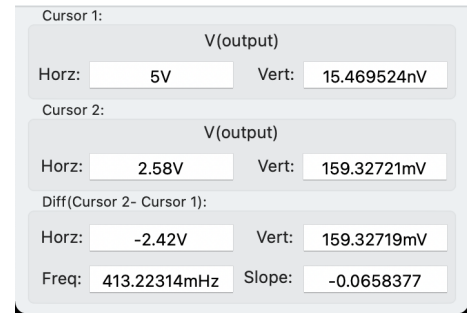 Cursor 1:
V(output)
Horz: 5V Vert: 15.469524nV
Cursor 2:
V(output)
Horz: 2.58V Vert: 159.32721mV
Diff(Cursor 2- Cursor 1):
Horz: -2.42V Vert: 159.32719mV
Freq: 413.22314mHz Slope: -0.0658377